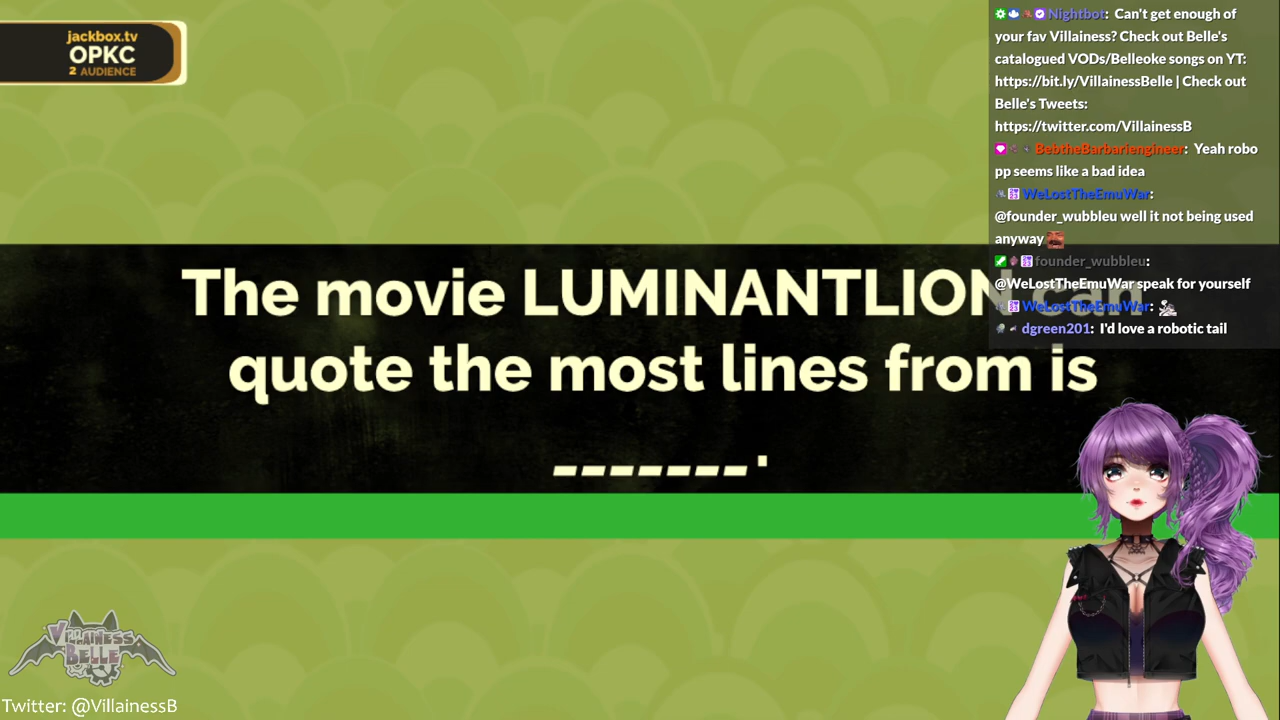 jackbox.tv
OPKC
2 AUDIENCE
The movie LUMINANTLION can
quote the most lines from is
_______.
Nightbot: Can't get enough of
your fav Villainess? Check out Belle's
catalogued VODs/Belleoke songs on YT:
https://bit.ly/VillainessBelle | Check out
Belle's Tweets:
https://twitter.com/VillainessB
BebtheBarbariengineer: Yeah robo
pp seems like a bad idea
WeLostTheEmuWar:
@founder_wubbleu well it not being used
anyway
founder_wubbleu:
@WeLostTheEmuWar speak for yourself
WeLostTheEmuWar:
dgreen201: I'd love a robotic tail
VILLAINESS
BELLE
Twitter: @VillainessB